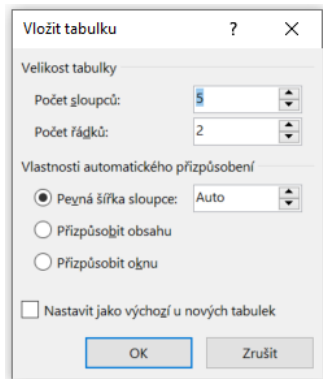 Vložit tabulku ? ×
Velikost tabulky
Počet sloupců: 5
Počet řádků: 2
Vlastnosti automatického přizpůsobení
Pevná šířka sloupce: Auto
Přizpůsobit obsahu
Přizpůsobit oknu
Nastavit jako výchozí u nových tabulek
OK Zrušit